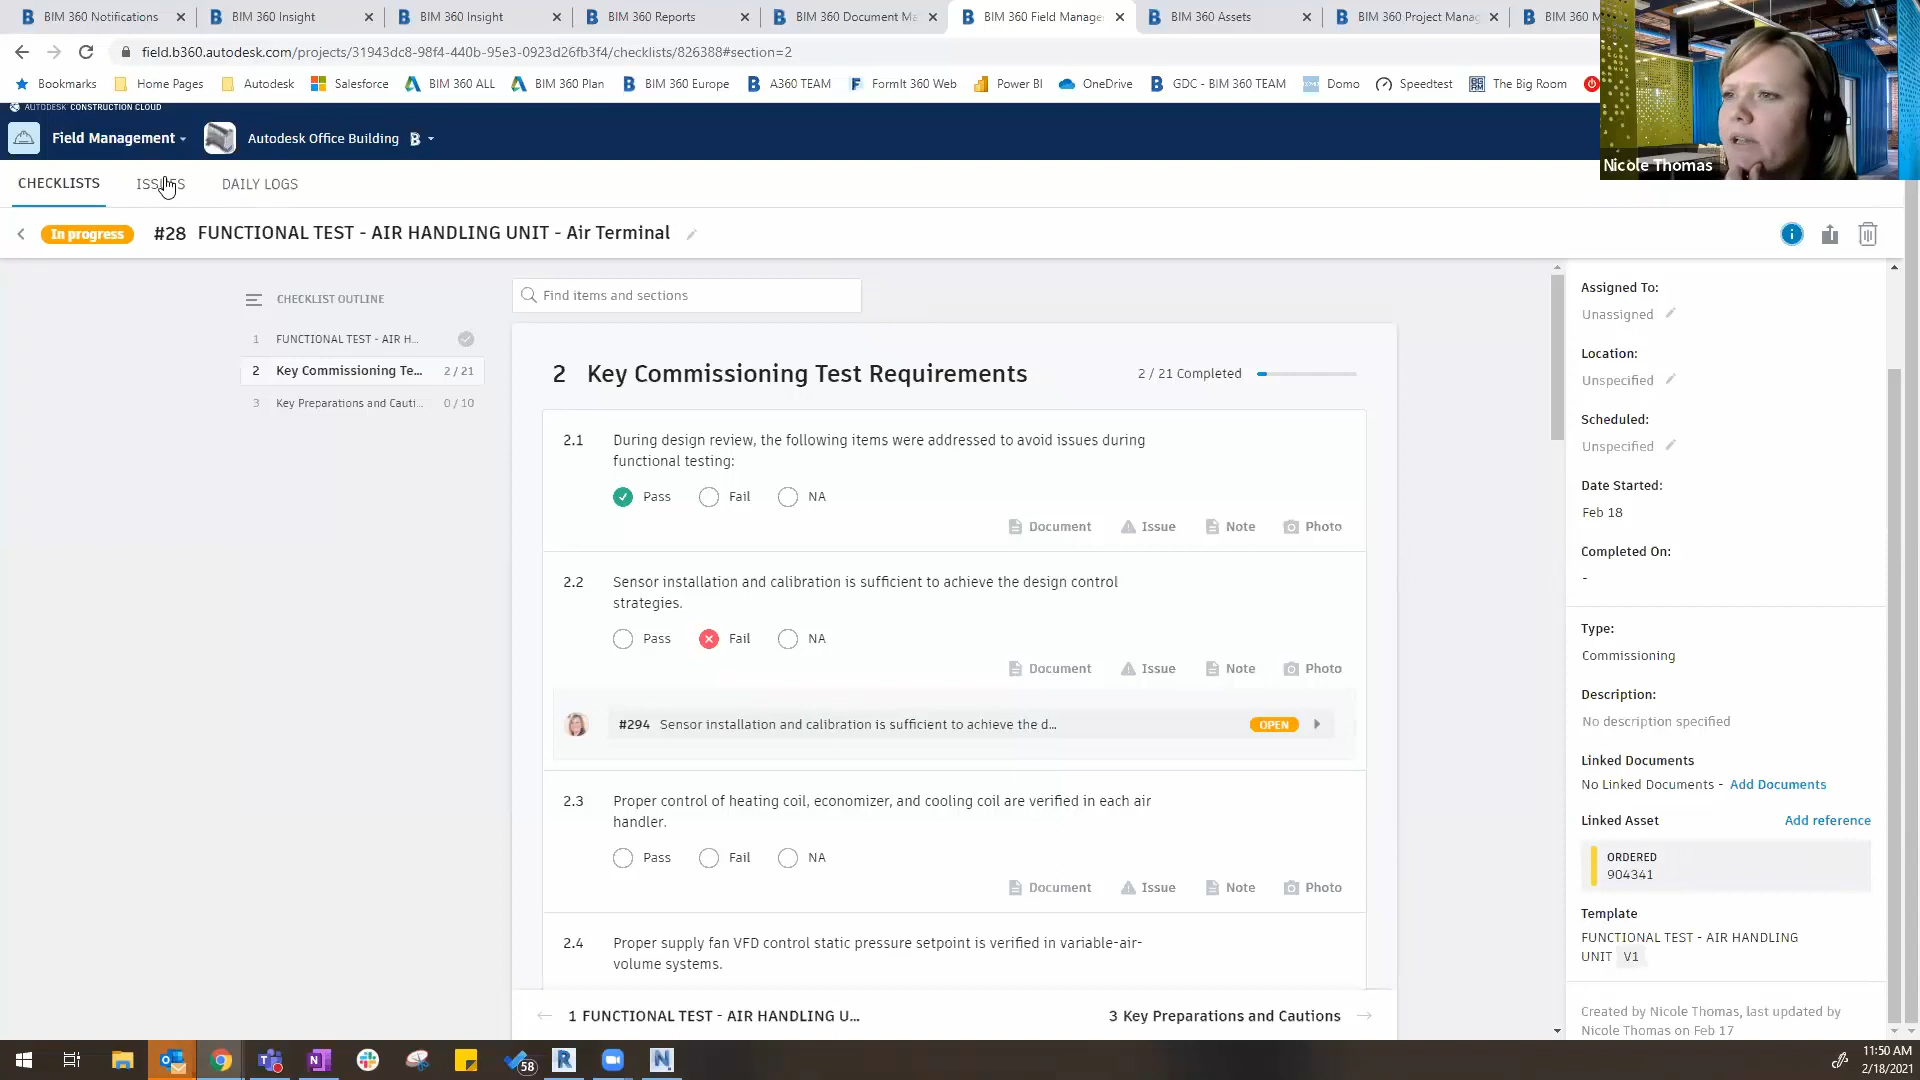 BIM 360 Notifications
BIM 360 Insight
BIM 360 Insight
BIM 360 Reports
BIM 360 Document Ma
BIM 360 Field Manage
BIM 360 Assets
BIM 360 Project Mana
BIM 360 M
field.b360.autodesk.com/projects/31943dc8-98f4-440b-95e3-0923d26fb3f4/checklists/826388#section=2
Bookmarks
Home Pages
Autodesk
Salesforce
BIM 360 ALL
BIM 360 Plan
BIM 360 Europe
A360 TEAM
FormIt 360 Web
Power BI
OneDrive
GDC - BIM 360 TEAM
Domo
Speedtest
The Big Room
Nicole Thomas
AUTODESK CONSTRUCTION CLOUD
Field Management
Autodesk Office Building
CHECKLISTS
ISSUES
DAILY LOGS
In progress
#28 FUNCTIONAL TEST - AIR HANDLING UNIT - Air Terminal
CHECKLIST OUTLINE
1 FUNCTIONAL TEST - AIR H...
2 Key Commissioning Te... 2 / 21
3 Key Preparations and Cauti... 0 / 10
Find items and sections
2 Key Commissioning Test Requirements
2 / 21 Completed
2.1 During design review, the following items were addressed to avoid issues during
functional testing:
Pass Fail NA
Document Issue Note Photo
2.2 Sensor installation and calibration is sufficient to achieve the design control
strategies.
Pass Fail NA
Document Issue Note Photo
#294 Sensor installation and calibration is sufficient to achieve the d... OPEN
2.3 Proper control of heating coil, economizer, and cooling coil are verified in each air
handler.
Pass Fail NA
Document Issue Note Photo
2.4 Proper supply fan VFD control static pressure setpoint is verified in variable-air-
volume systems.
1 FUNCTIONAL TEST - AIR HANDLING U...
3 Key Preparations and Cautions
Assigned To:
Unassigned
Location:
Unspecified
Scheduled:
Unspecified
Date Started:
Feb 18
Completed On:
-
Type:
Commissioning
Description:
No description specified
Linked Documents
No Linked Documents - Add Documents
Linked Asset Add reference
ORDERED
904341
Template
FUNCTIONAL TEST - AIR HANDLING
UNIT V1
Created by Nicole Thomas, last updated by
Nicole Thomas on Feb 17
58
11:50 AM
2/18/2021